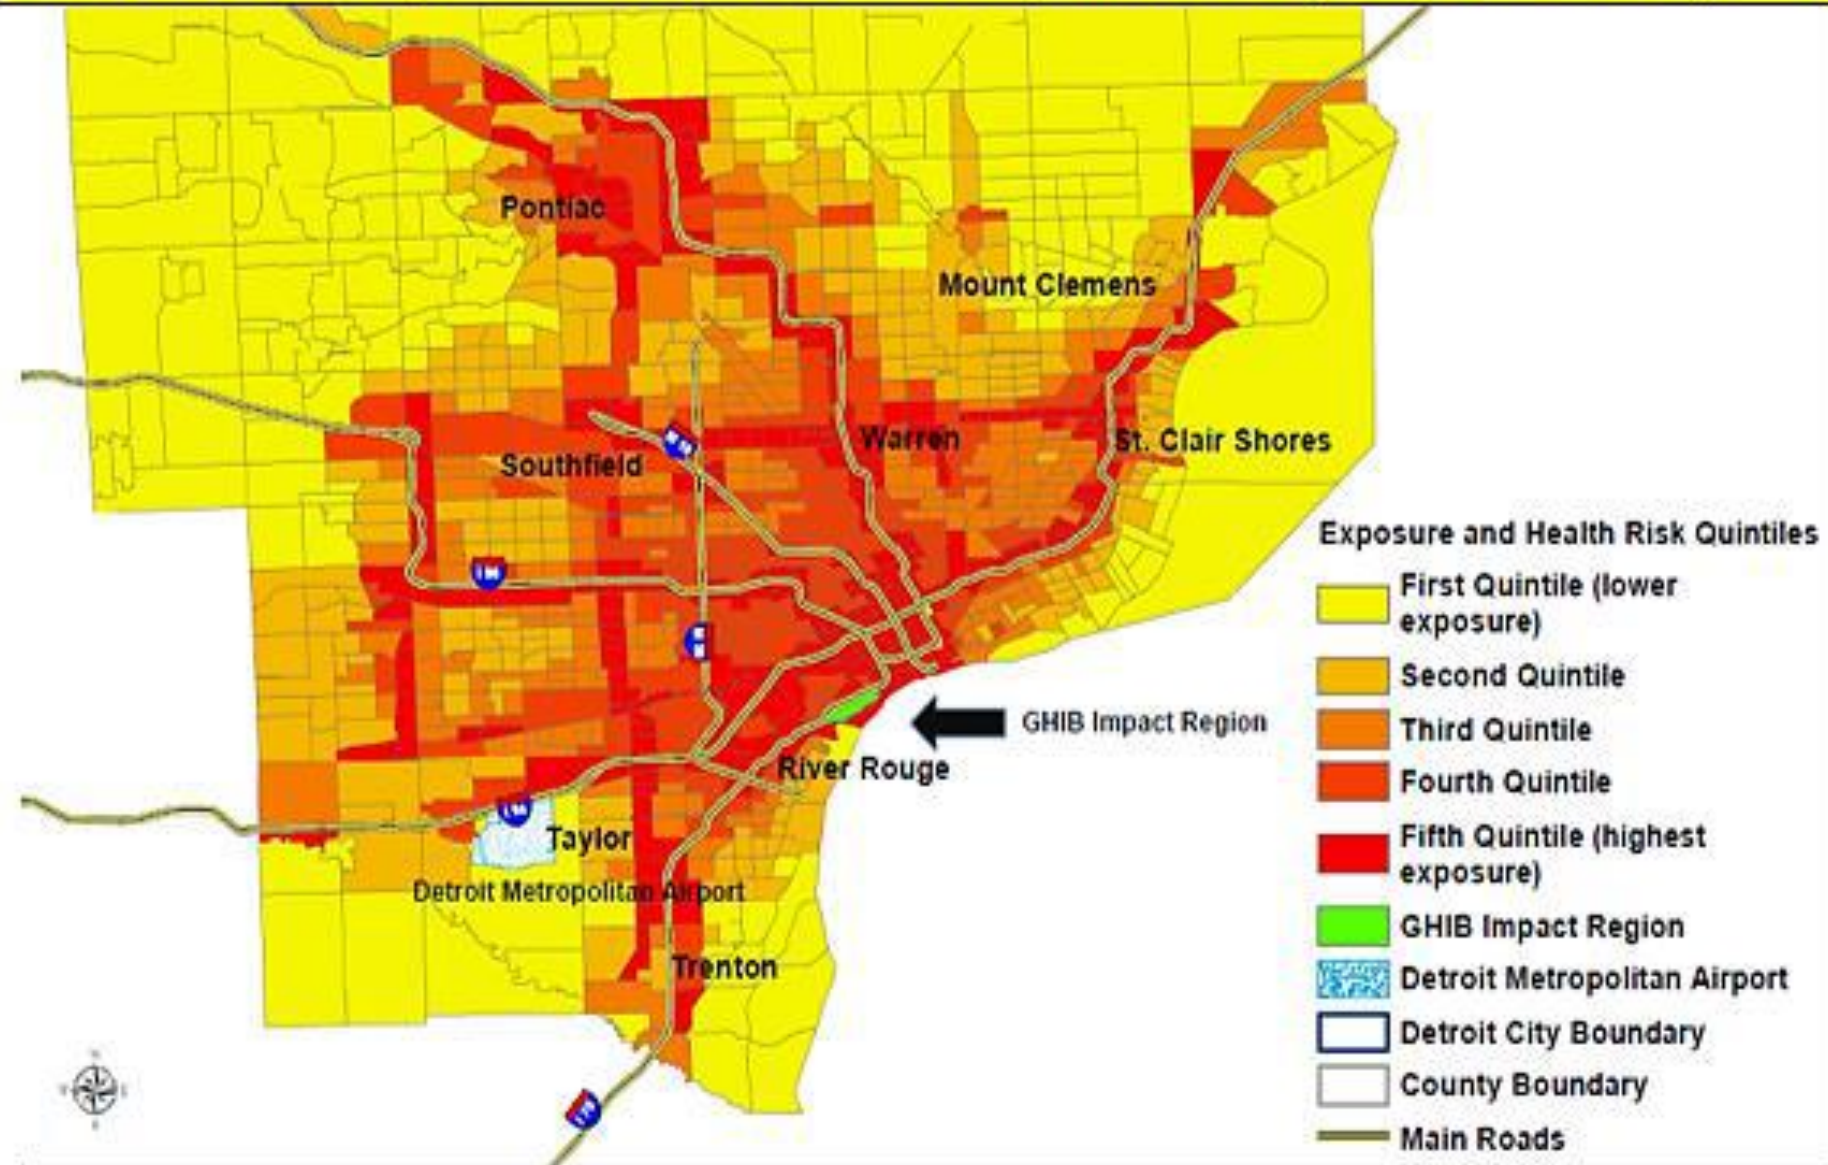 Pontiac
Mount Clemens
Warren
St. Clair Shores
Southfield
Exposure and Health Risk Quintiles
First Quintile (lower
exposure)
Second Quintile
GHIB Impact Region
Third Quintile
River Rouge
Fourth Quintile
Taylor
Fifth Quintile (highest
exposure)
Detroit Metropolitan Airport
GHIB Impact Region
Trenton
Detroit Metropolitan Airport
Detroit City Boundary
County Boundary
Main Roads